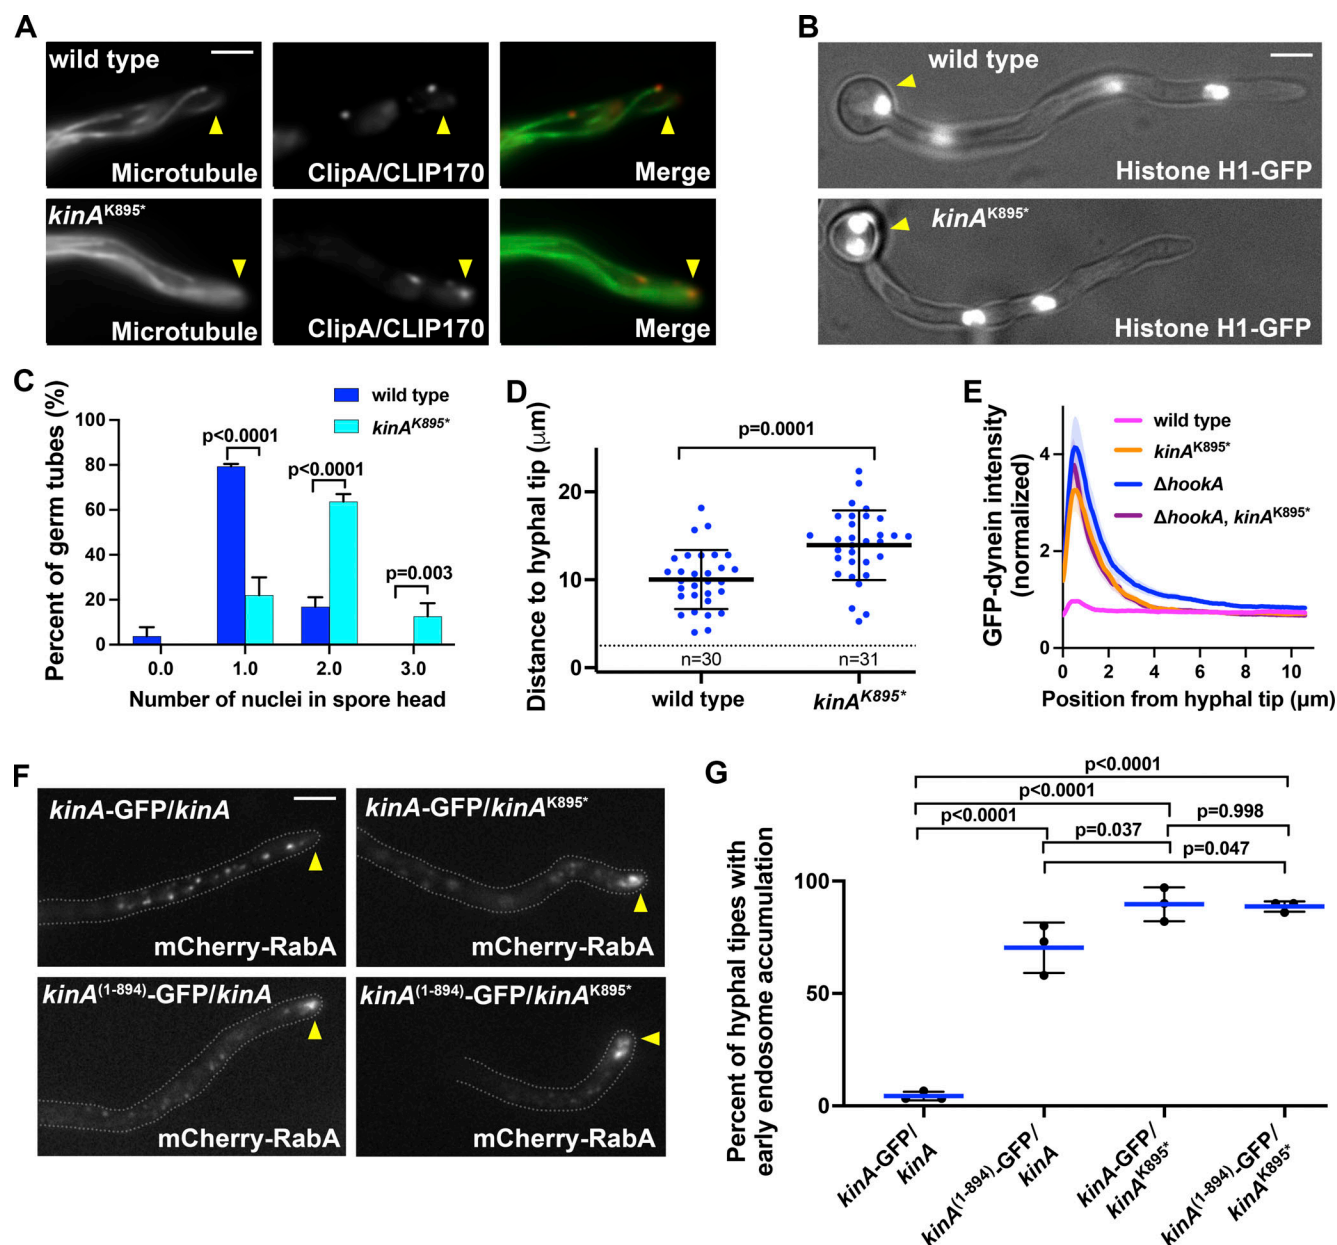 A
wild type
Microtubule
ClipA/CLIP170
Merge
kinA^K895*
Microtubule
ClipA/CLIP170
Merge
B
wild type
Histone H1-GFP
kinA^K895*
Histone H1-GFP
C
Percent of germ tubes (%)
wild type
kinA^K895*
100
80
60
40
20
0
p<0.0001
p<0.0001
p=0.003
0.0
1.0
2.0
3.0
Number of nuclei in spore head
D
Distance to hyphal tip (μm)
p=0.0001
20
10
0
n=30
n=31
wild type
kinA^K895*
E
GFP-dynein intensity
(normalized)
wild type
kinA^K895*
ΔhookA
ΔhookA, kinA^K895*
4
2
0
0
2
4
6
8
10
Position from hyphal tip (μm)
F
kinA-GFP/kinA
mCherry-RabA
kinA-GFP/kinA^K895*
mCherry-RabA
kinA^(1-894)-GFP/kinA
mCherry-RabA
kinA^(1-894)-GFP/kinA^K895*
mCherry-RabA
G
Percent of hyphal tipes with
early endosome accumulation
p<0.0001
p<0.0001
p<0.0001
p=0.037
p=0.998
p=0.047
100
50
0
kinA-GFP/
kinA
kinA^(1-894)-GFP/
kinA
kinA-GFP/
kinA^K895*
kinA^(1-894)-GFP/
kinA^K895*